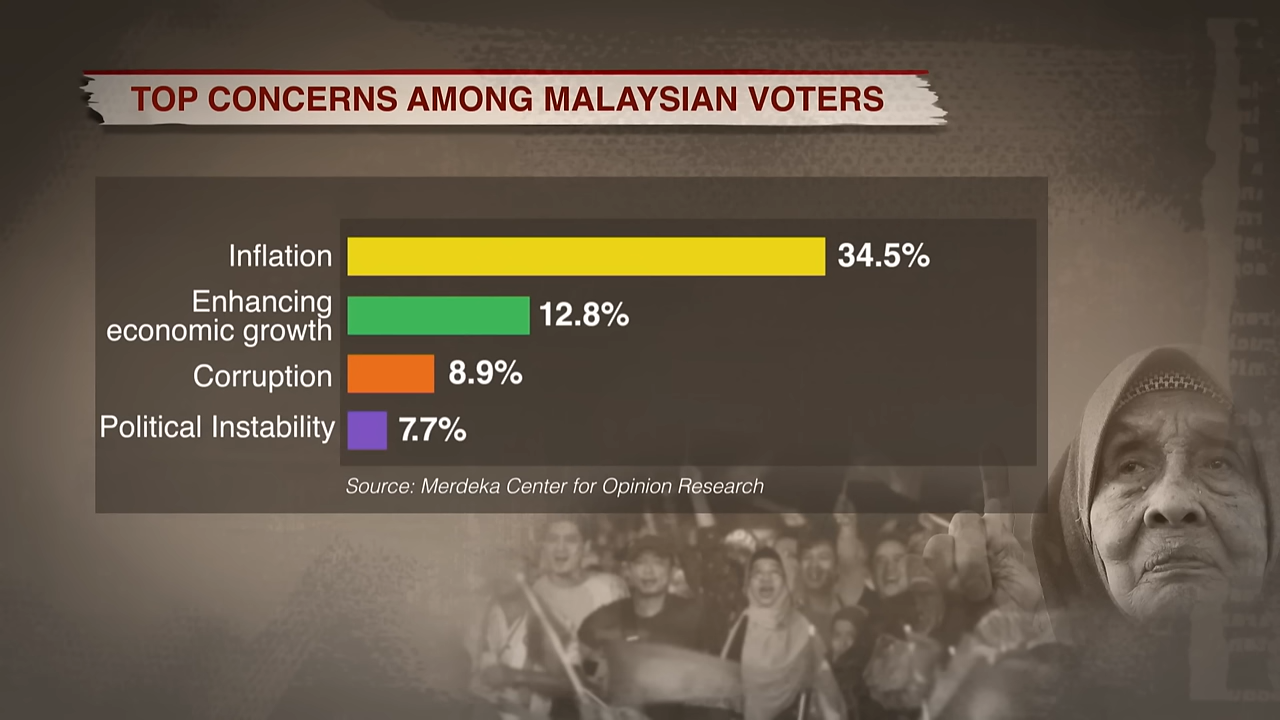 TOP CONCERNS AMONG MALAYSIAN VOTERS
Inflation
34.5%
Enhancing
economic growth
12.8%
Corruption
8.9%
Political Instability
7.7%
Source: Merdeka Center for Opinion Research